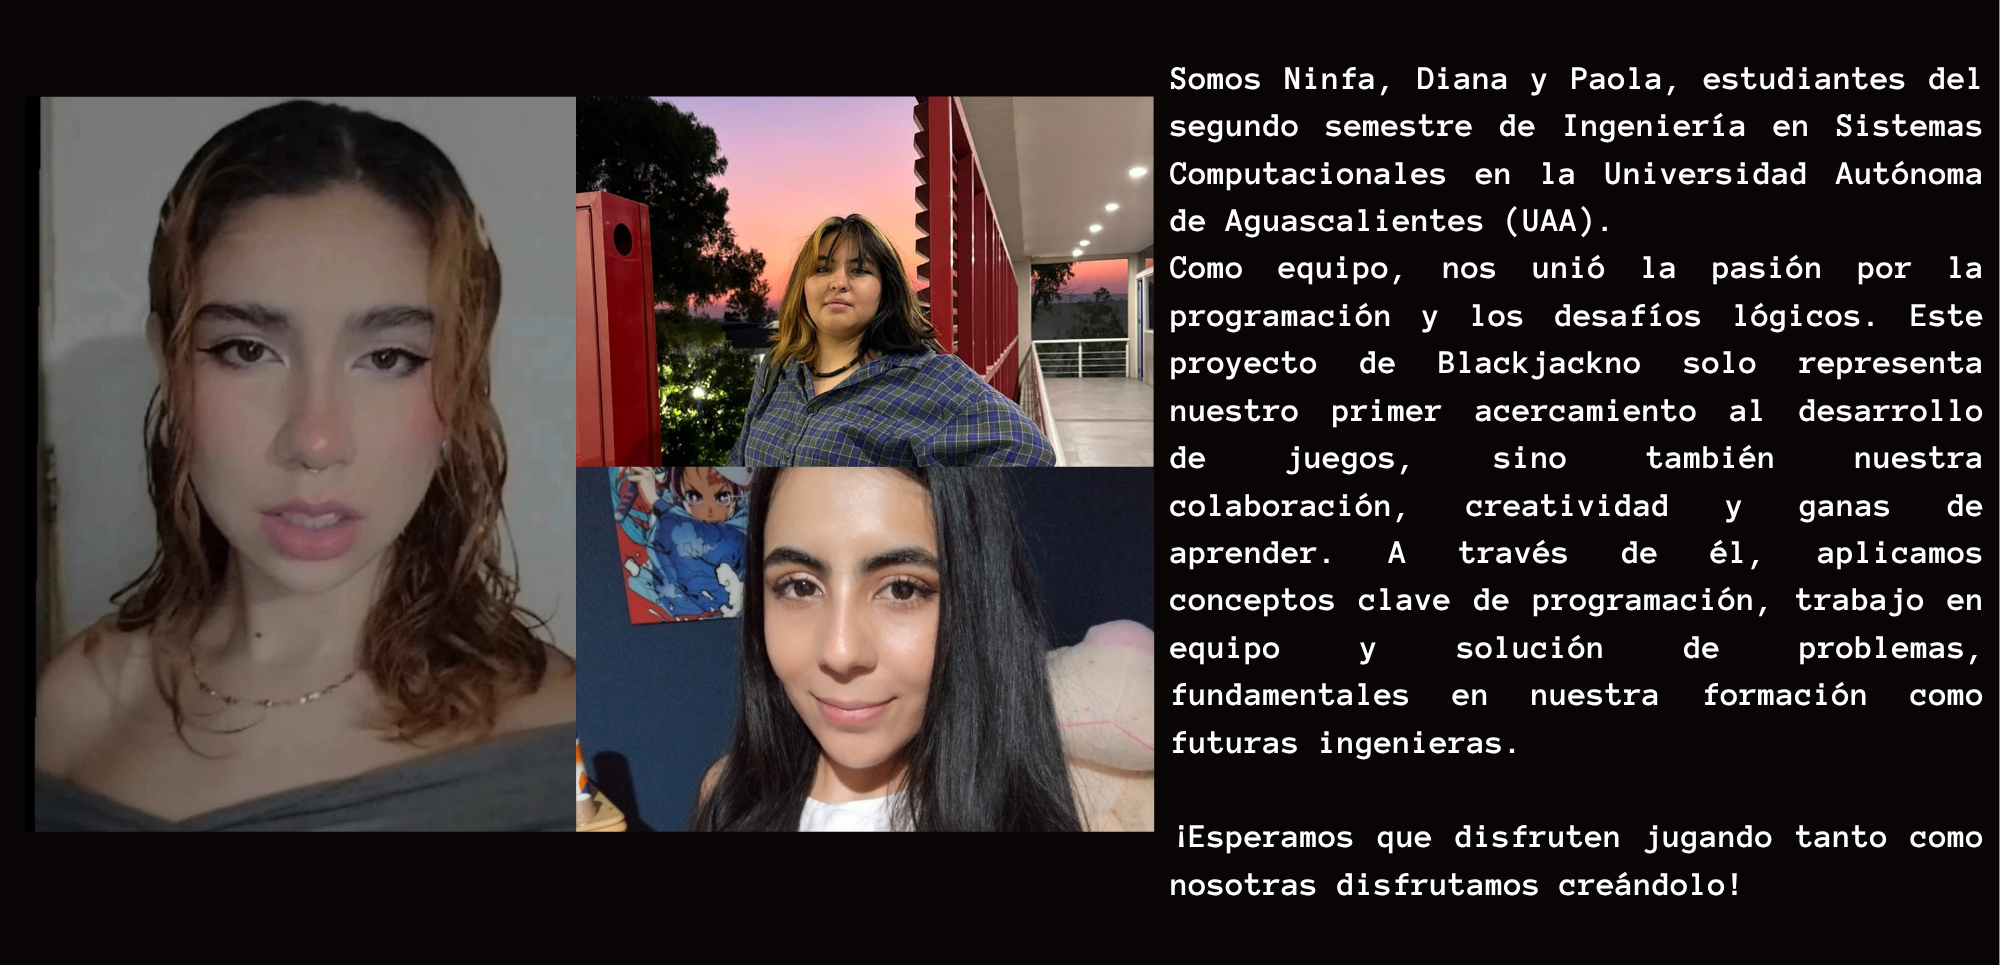 Somos Ninfa, Diana y Paola, estudiantes del
segundo semestre de Ingeniería en Sistemas
Computacionales en la Universidad Autónoma
de Aguascalientes (UAA).
Como equipo, nos unió la pasión por la
programación y los desafíos lógicos. Este
proyecto de Blackjackno solo representa
nuestro primer acercamiento al desarrollo
de juegos, sino también nuestra
colaboración, creatividad y ganas de
aprender. A través de él, aplicamos
conceptos clave de programación, trabajo en
equipo y solución de problemas,
fundamentales en nuestra formación como
futuras ingenieras.
¡Esperamos que disfruten jugando tanto como
nosotras disfrutamos creándolo!